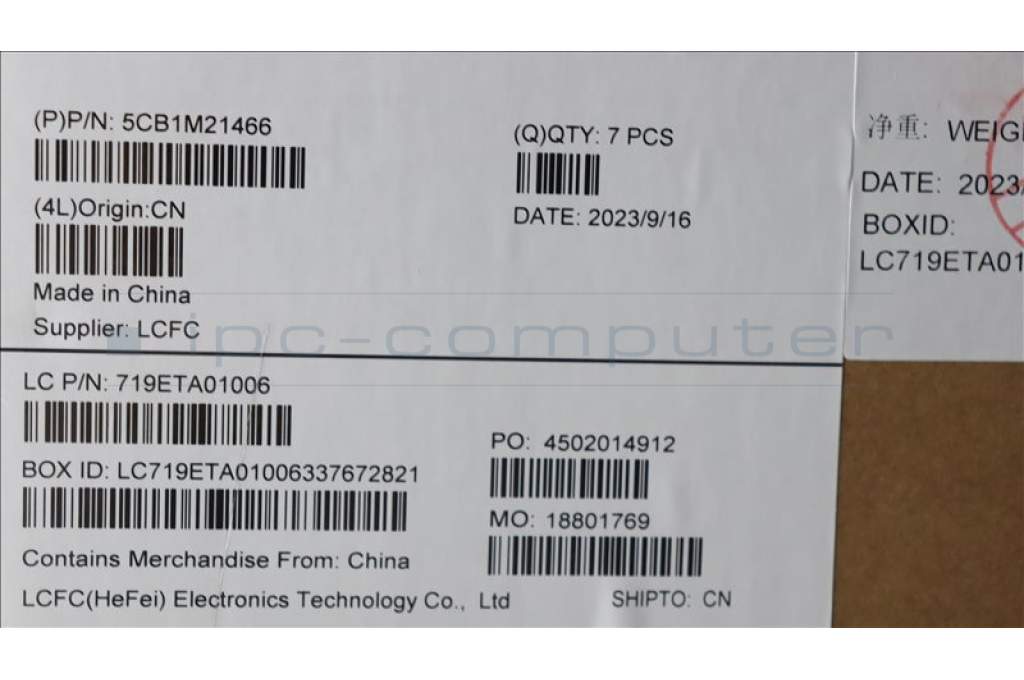 (P)P/N: 5CB1M21466
(Q)QTY: 7 PCS
(4L)Origin:CN
DATE: 2023/9/16
Made in China
Supplier: LCFC
净重: WEIG
DATE: 2023/
BOXID:
LC719ETA01
ipc-computer
LC P/N: 719ETA01006
PO: 4502014912
BOX ID: LC719ETA01006337672821
MO: 18801769
Contains Merchandise From: China
LCFC(HeFei) Electronics Technology Co., Ltd
SHIPTO: CN